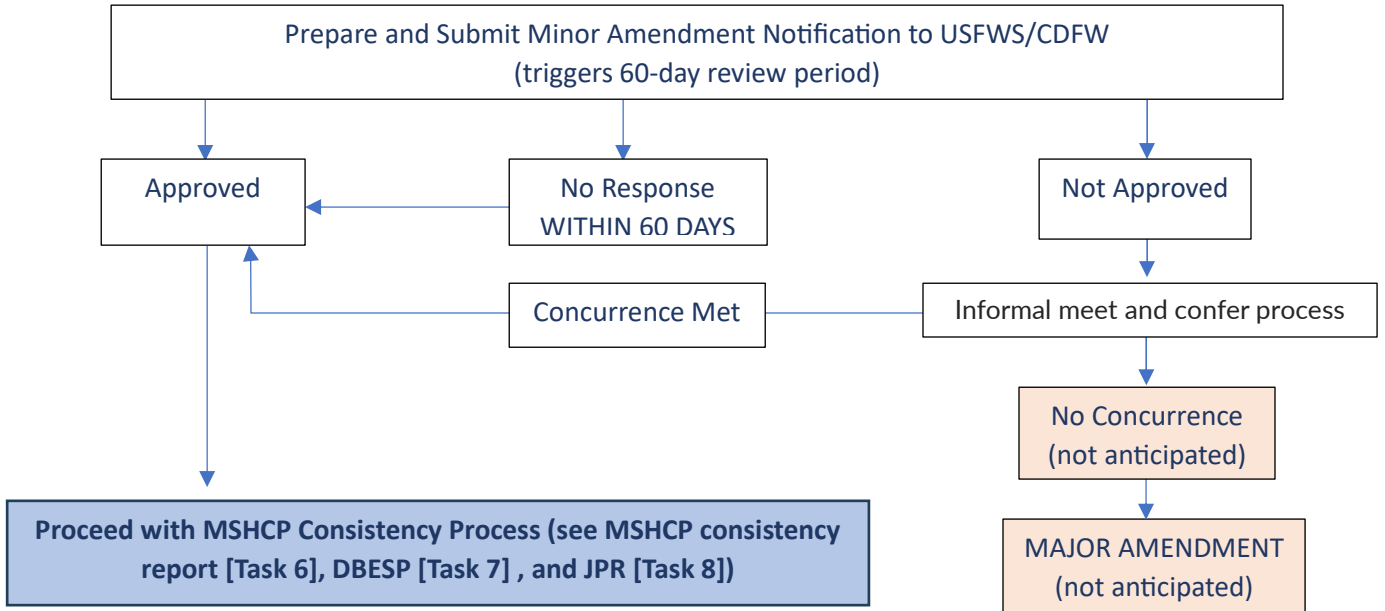 Prepare and Submit Minor Amendment Notification to USFWS/CDFW
(triggers 60-day review period)
Approved
No Response
WITHIN 60 DAYS
Not Approved
Concurrence Met
Informal meet and confer process
No Concurrence
(not anticipated)
Proceed with MSHCP Consistency Process (see MSHCP consistency
report [Task 6], DBESP [Task 7] , and JPR [Task 8])
MAJOR AMENDMENT
(not anticipated)